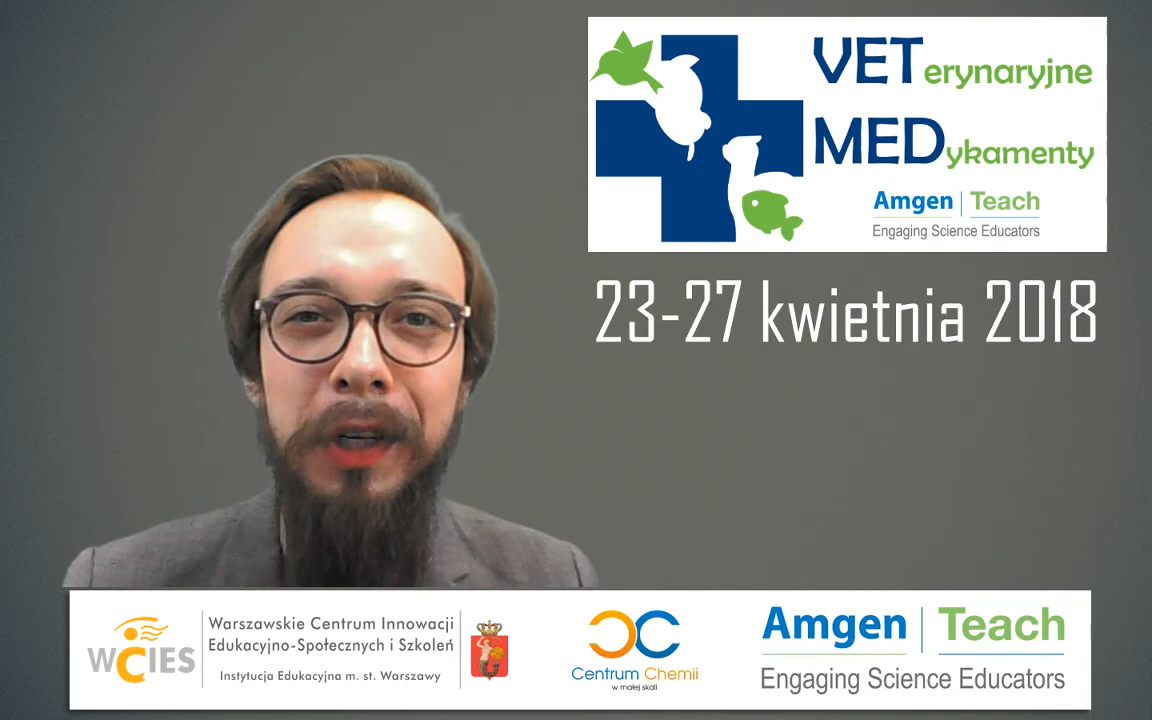 VETerynaryjne
MEDykamenty
Amgen | Teach
Engaging Science Educators
23-27 kwietnia 2018
WCIES
Warszawskie Centrum Innowacji
Edukacyjno-Społecznych i Szkoleń
Instytucja Edukacyjna m. st. Warszawy
Centrum Chemii
w małej skali
Amgen | Teach
Engaging Science Educators